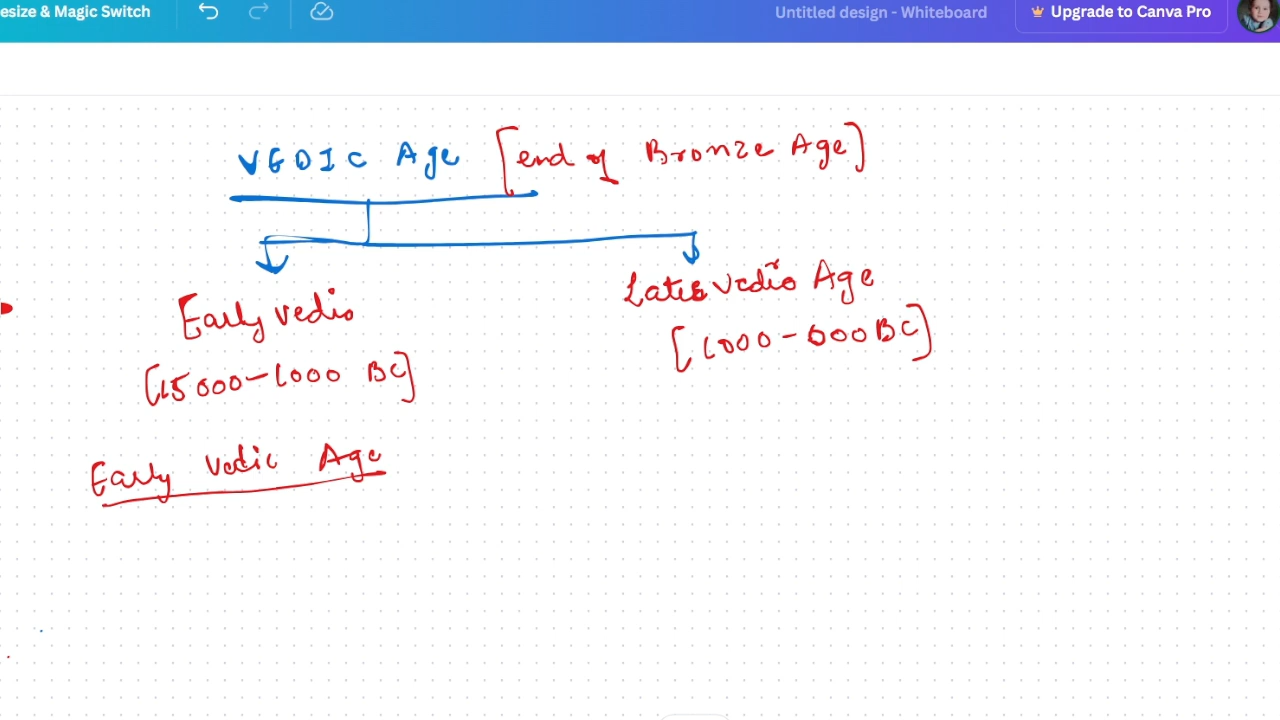 esize & Magic Switch
Untitled design - Whiteboard
Upgrade to Canva Pro
VEDIC Age [end of Bronze Age]
Early Vedic
Later Vedic Age
[15000-1000 BC]
[1000-600 BC]
Early Vedic Age